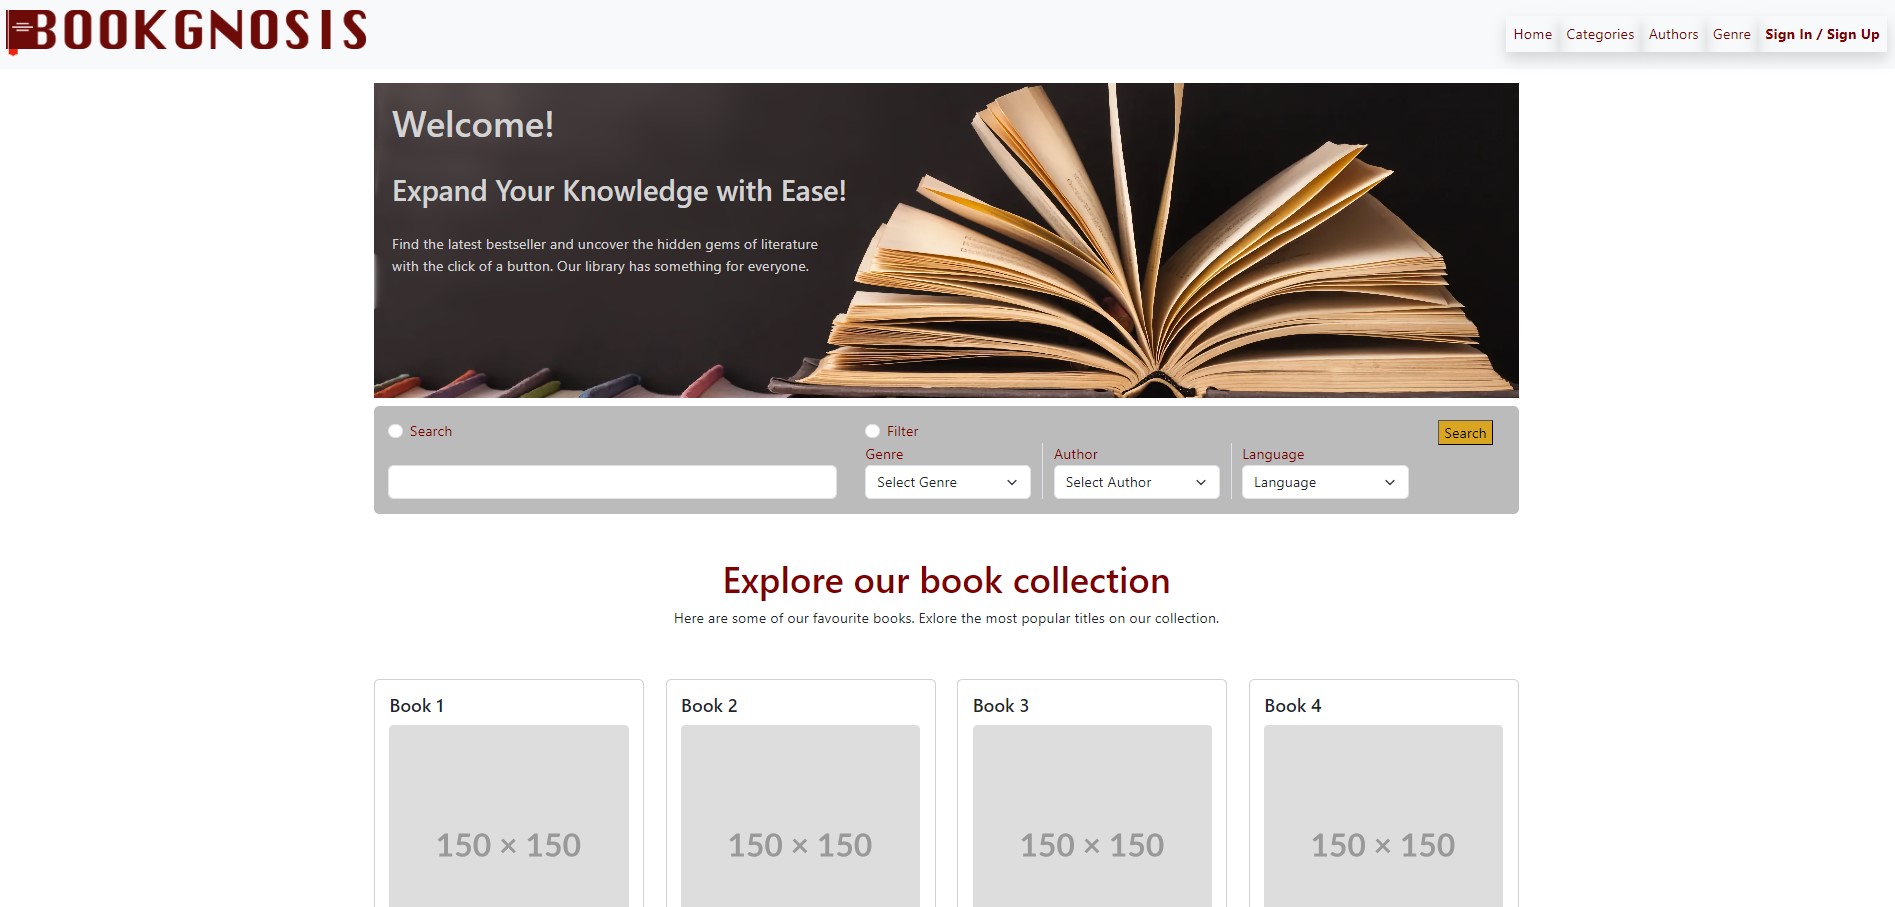 BOOKGNOSIS
Home Categories Authors Genre Sign In / Sign Up
Welcome!
Expand Your Knowledge with Ease!
Find the latest bestseller and uncover the hidden gems of literature
with the click of a button. Our library has something for everyone.
Search
Filter
Search
Genre Author Language
Select Genre Select Author Language
Explore our book collection
Here are some of our favourite books. Exlore the most popular titles on our collection.
Book 1 Book 2 Book 3 Book 4
150 × 150 150 × 150 150 × 150 150 × 150